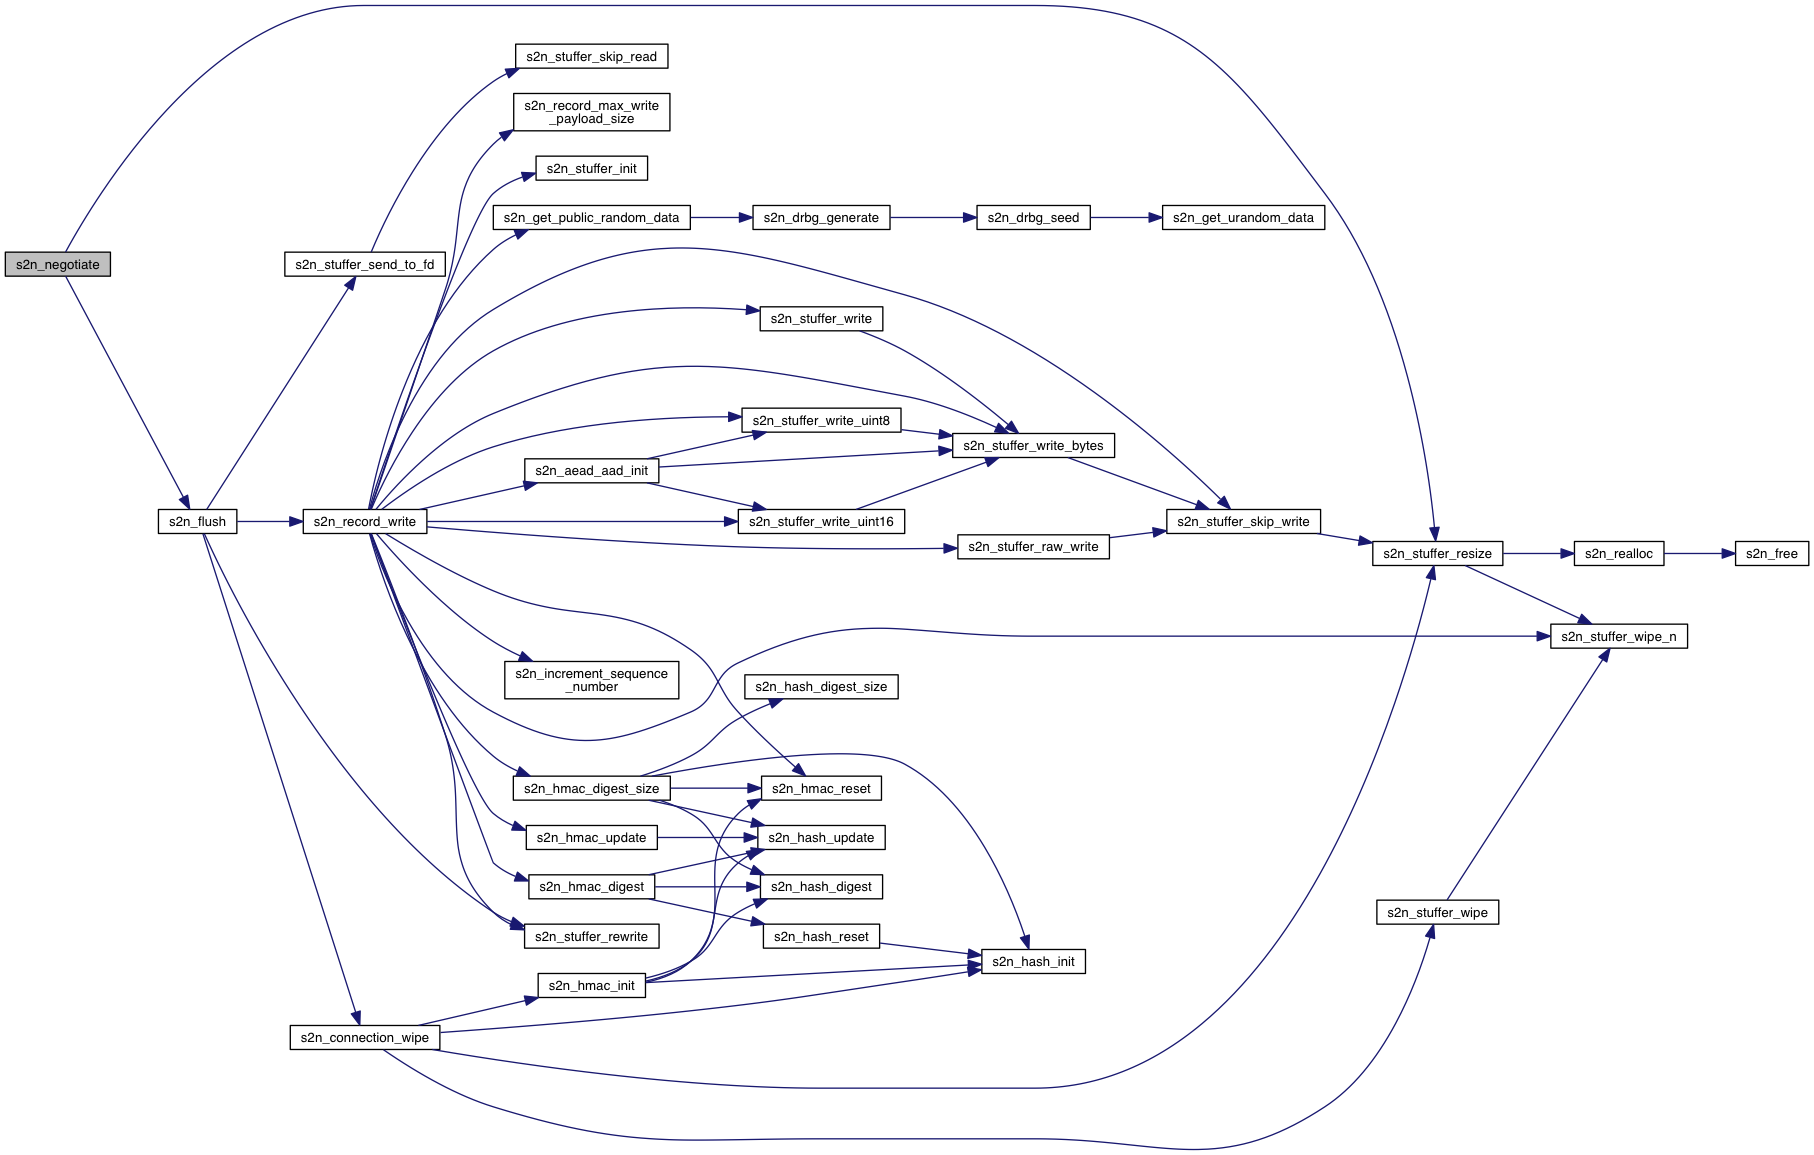 s2n_stuffer_skip_read
s2n_record_max_write
_payload_size
s2n_stuffer_init
s2n_get_public_random_data
s2n_drbg_generate
s2n_drbg_seed
s2n_get_urandom_data
s2n_negotiate
s2n_stuffer_send_to_fd
s2n_stuffer_write
s2n_stuffer_write_uint8
s2n_stuffer_write_bytes
s2n_aead_aad_init
s2n_flush
s2n_record_write
s2n_stuffer_write_uint16
s2n_stuffer_skip_write
s2n_stuffer_raw_write
s2n_stuffer_resize
s2n_realloc
s2n_free
s2n_stuffer_wipe_n
s2n_increment_sequence
_number
s2n_hash_digest_size
s2n_hmac_digest_size
s2n_hmac_reset
s2n_hmac_update
s2n_hash_update
s2n_hmac_digest
s2n_hash_digest
s2n_stuffer_wipe
s2n_stuffer_rewrite
s2n_hash_reset
s2n_hash_init
s2n_hmac_init
s2n_connection_wipe